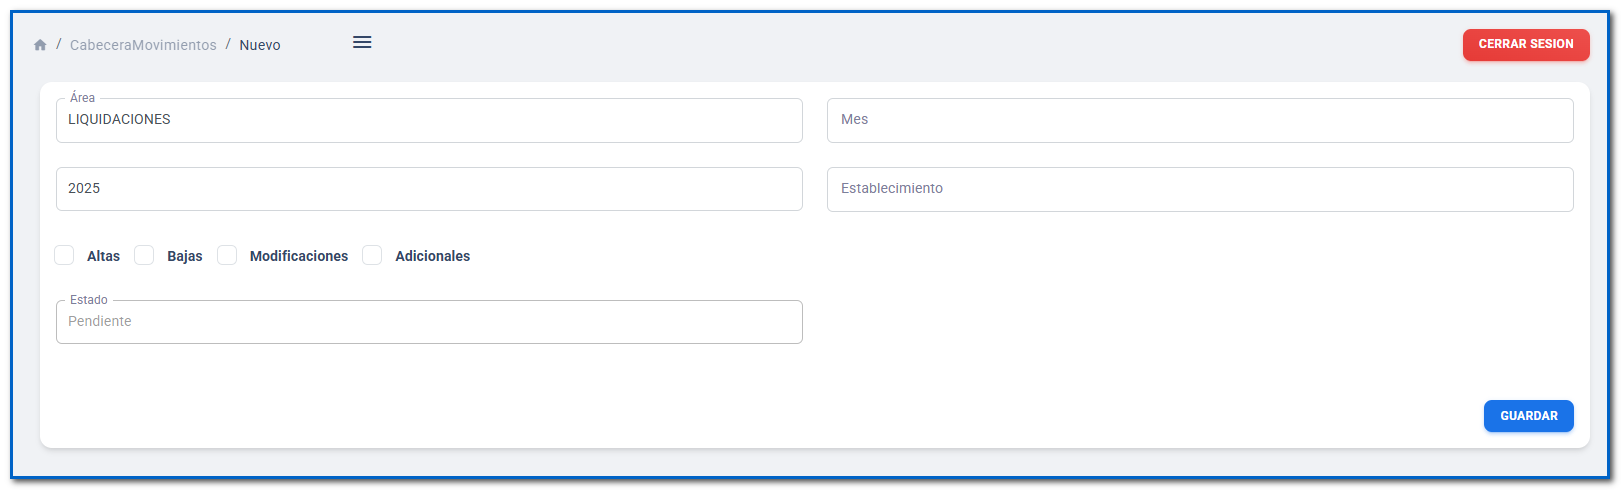 / CabeceraMovimientos / Nuevo
CERRAR SESION
Área
LIQUIDACIONES
Mes
2025
Establecimiento
Altas Bajas Modificaciones Adicionales
Estado
Pendiente
GUARDAR